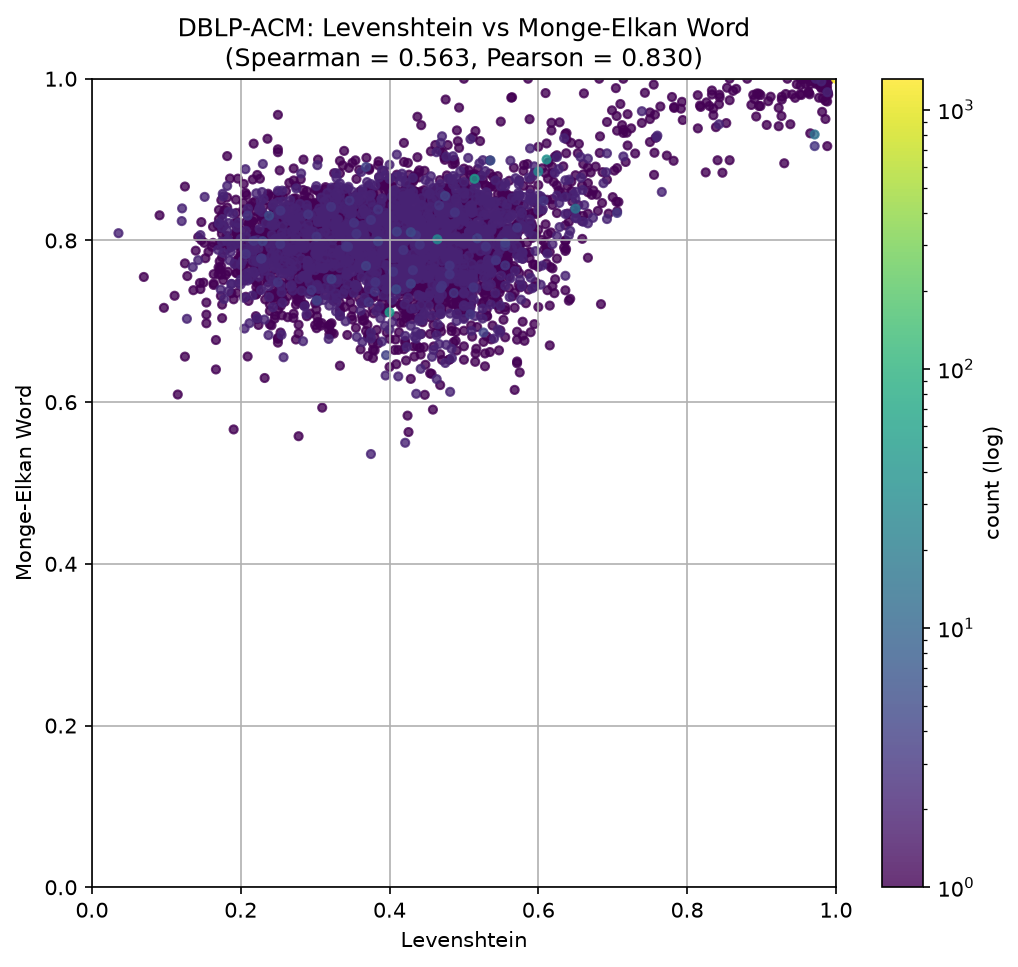 DBLP-ACM: Levenshtein vs Monge-Elkan Word
(Spearman = 0.563, Pearson = 0.830)
1.0
0.8
0.6
0.4
0.2
0.0
Monge-Elkan Word
0.0 0.2 0.4 0.6 0.8 1.0
Levenshtein
10³
10²
10¹
10⁰
count (log)